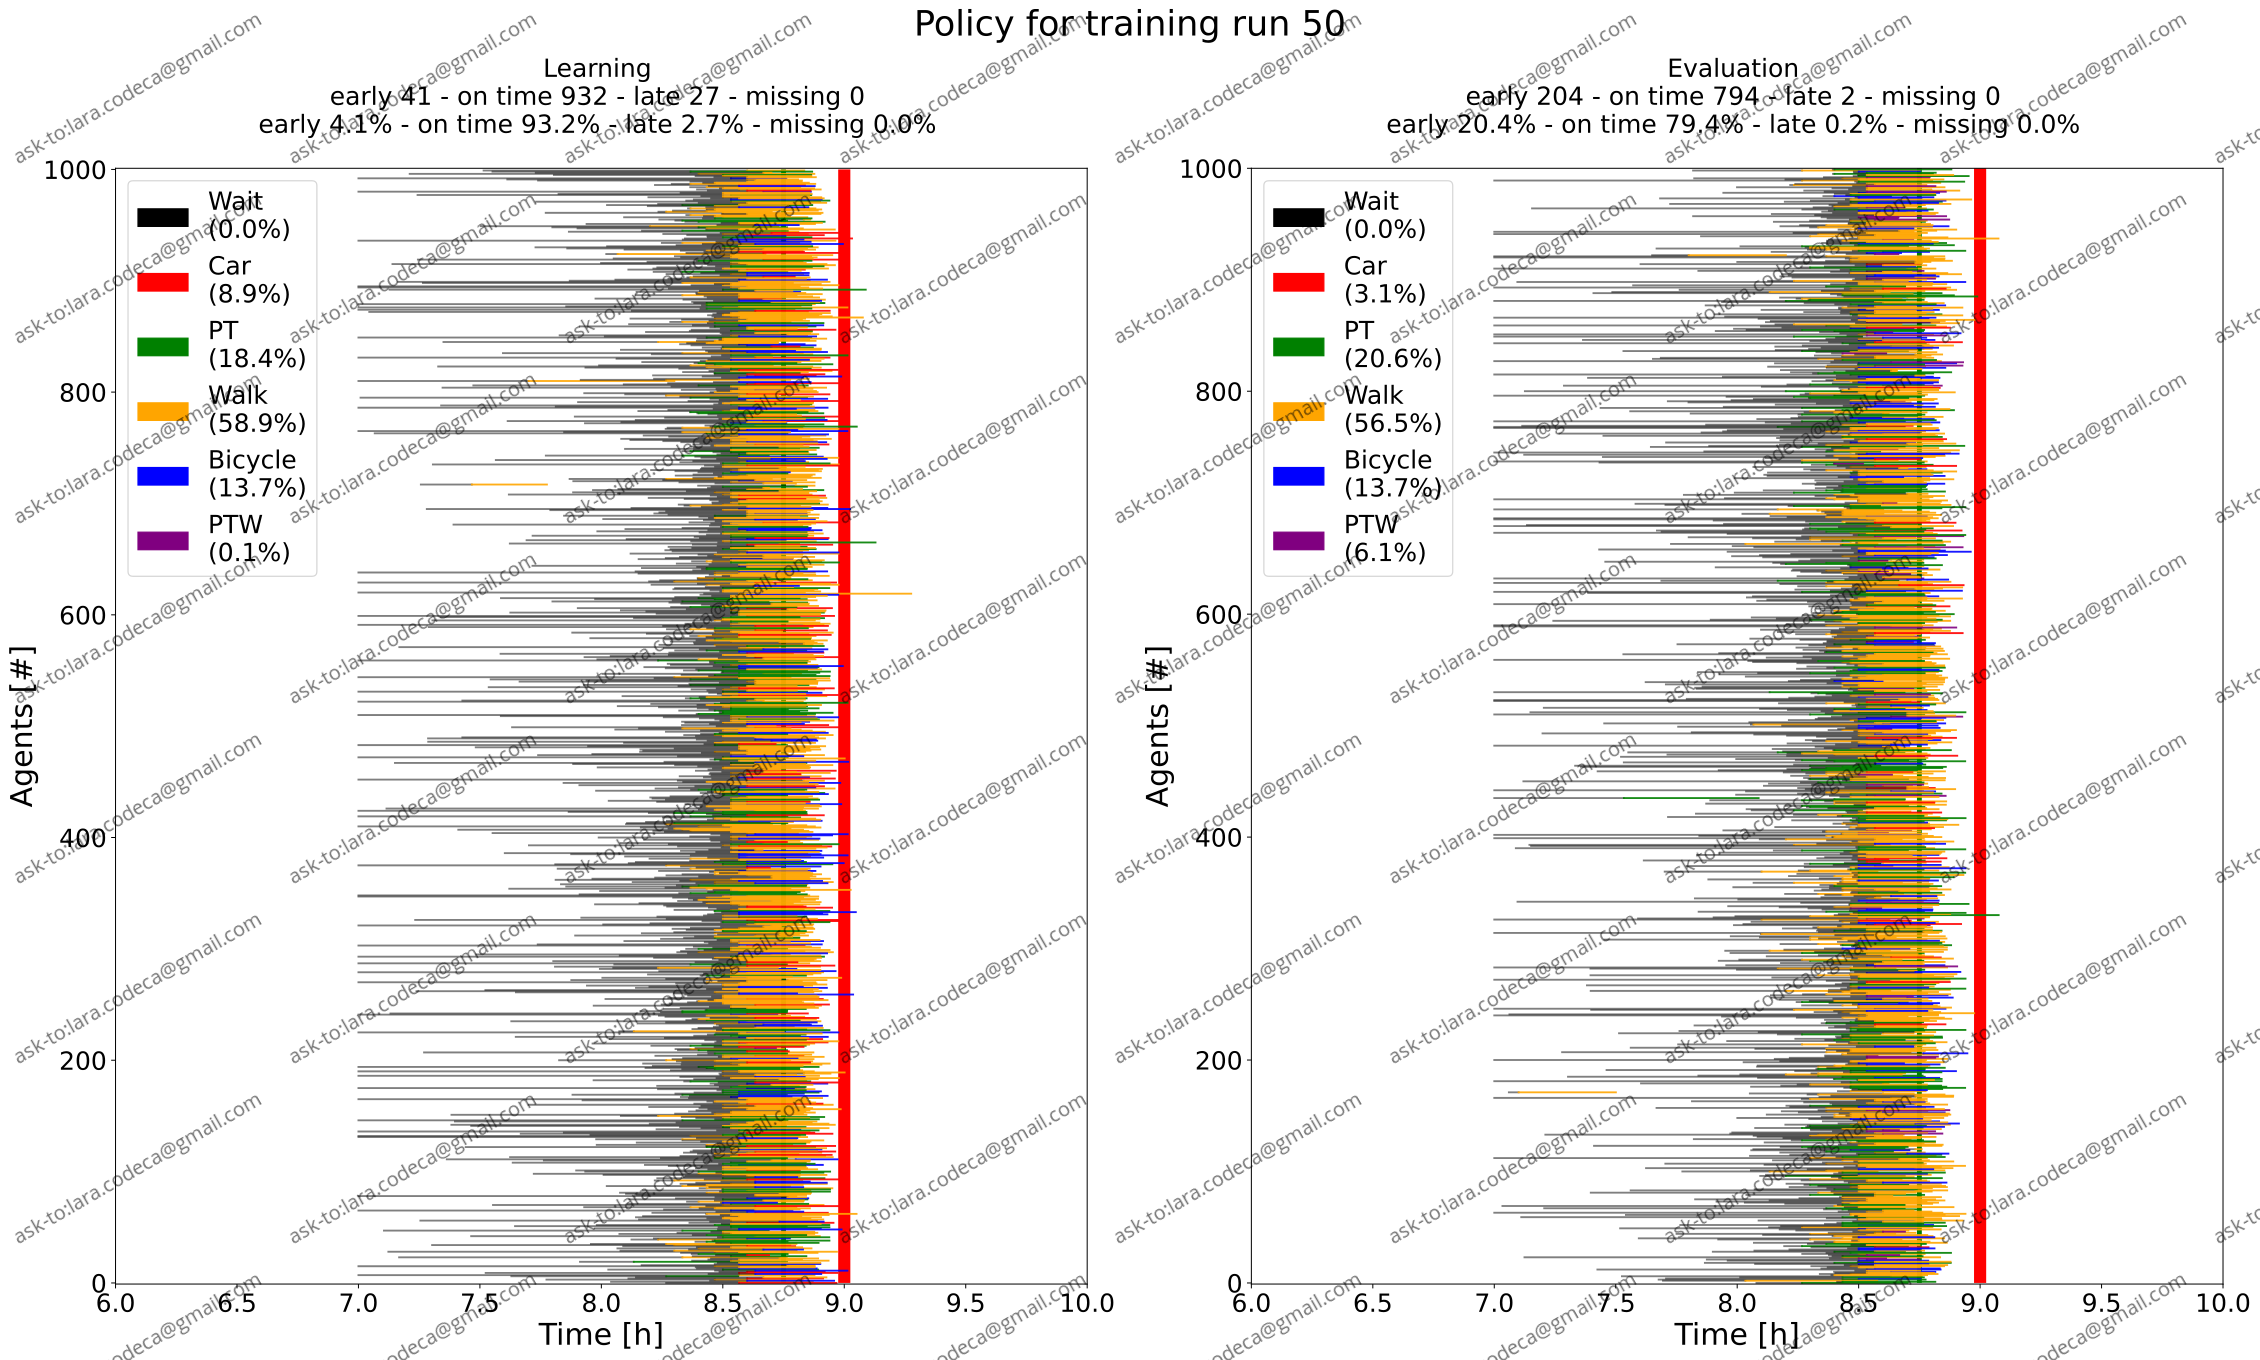 Policy for training run 50
Learning
early 41 - on time 932 - late 27 - missing 0
early 4.1% - on time 93.2% - late 2.7% - missing 0.0%
Wait
(0.0%)
Car
(8.9%)
PT
(18.4%)
Walk
(58.9%)
Bicycle
(13.7%)
PTW
(0.1%)
1000
800
600
400
200
0
Agents [#]
6.0 6.5 7.0 7.5 8.0 8.5 9.0 9.5 10.0
Time [h]
Evaluation
early 204 - on time 794 - late 2 - missing 0
early 20.4% - on time 79.4% - late 0.2% - missing 0.0%
Wait
(0.0%)
Car
(3.1%)
PT
(20.6%)
Walk
(56.5%)
Bicycle
(13.7%)
PTW
(6.1%)
1000
800
600
400
200
0
Agents [#]
6.0 6.5 7.0 7.5 8.0 8.5 9.0 9.5 10.0
Time [h]
ask-to:lara.codeca@gmail.com